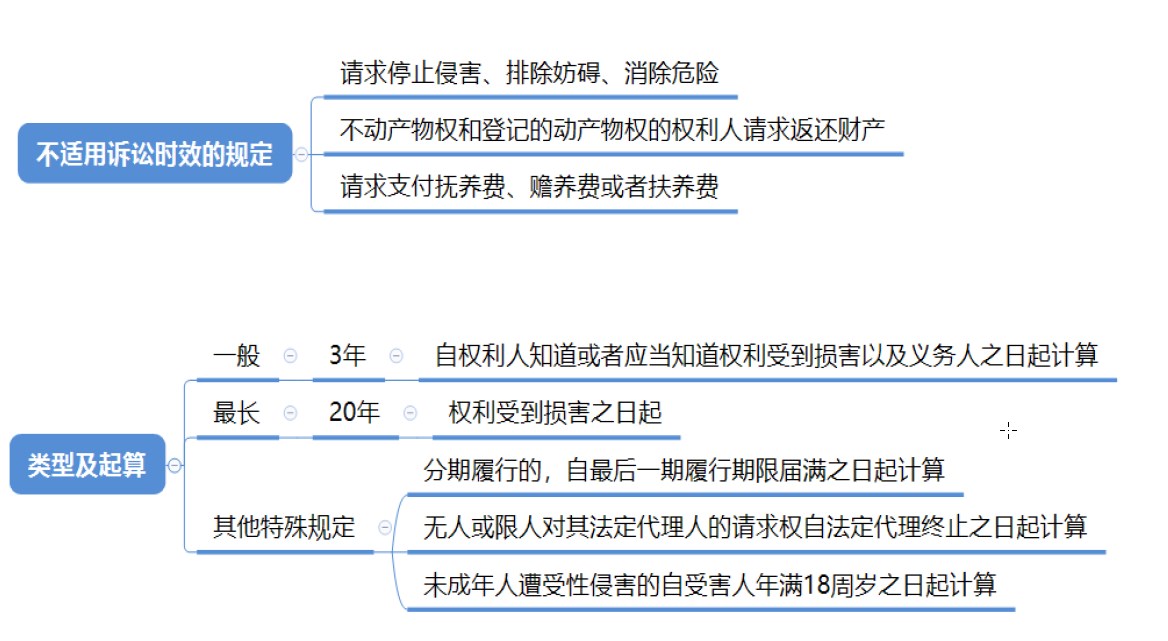 请求停止侵害、排除妨碍、消除危险
不适用诉讼时效的规定
不动产物权和登记的动产物权的权利人请求返还财产
请求支付抚养费、赡养费或者扶养费
类型及起算
一般
3年
自权利人知道或者应当知道权利受到损害以及义务人之日起计算
最长
20年
权利受到损害之日起
其他特殊规定
分期履行的，自最后一期履行期限届满之日起计算
无人或限人对其法定代理人的请求权自法定代理终止之日起计算
未成年人遭受性侵害的自受害人年满18周岁之日起计算